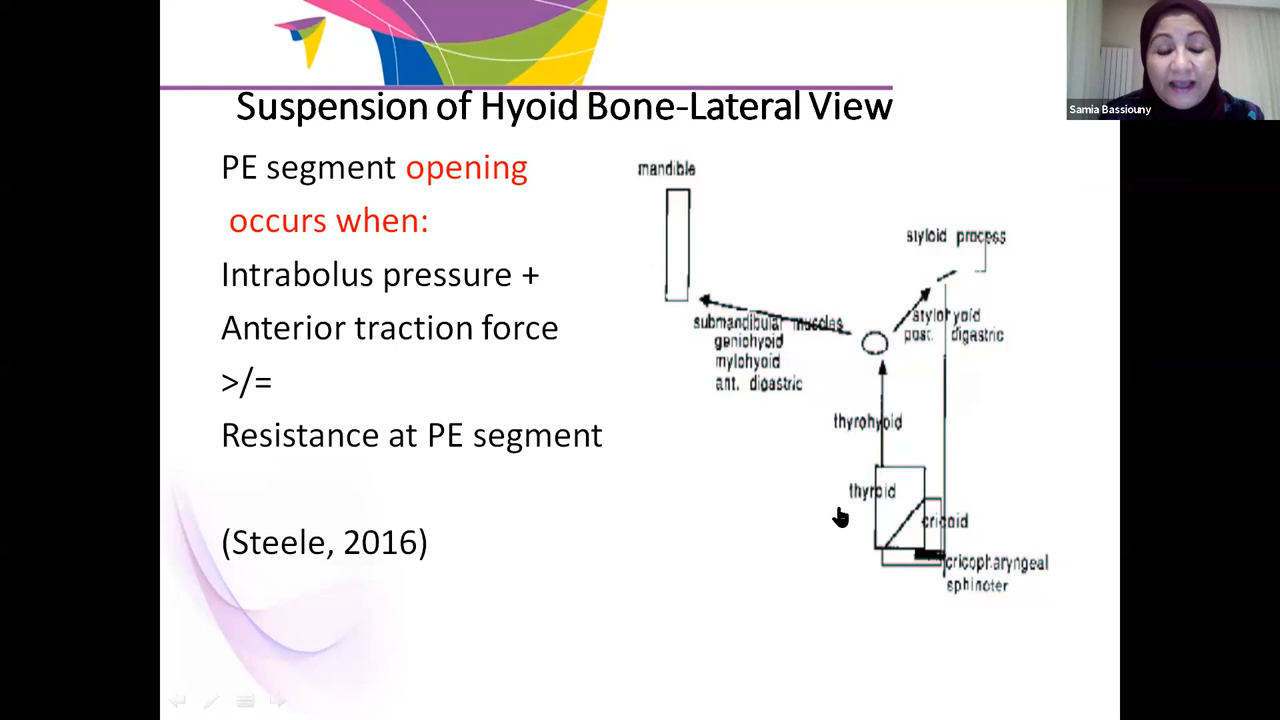 Samia Bassiouny
Suspension of Hyoid Bone-Lateral View
PE segment opening
occurs when:
Intrabolus pressure +
Anterior traction force
>/=
Resistance at PE segment
(Steele, 2016)
mandible
styloid process
submandibular muscles
geniohyoid
mylohyoid
ant. digastric
stylohyoid
post. digastric
thyrohyoid
thyroid
cricoid
cricopharyngeal
sphincter